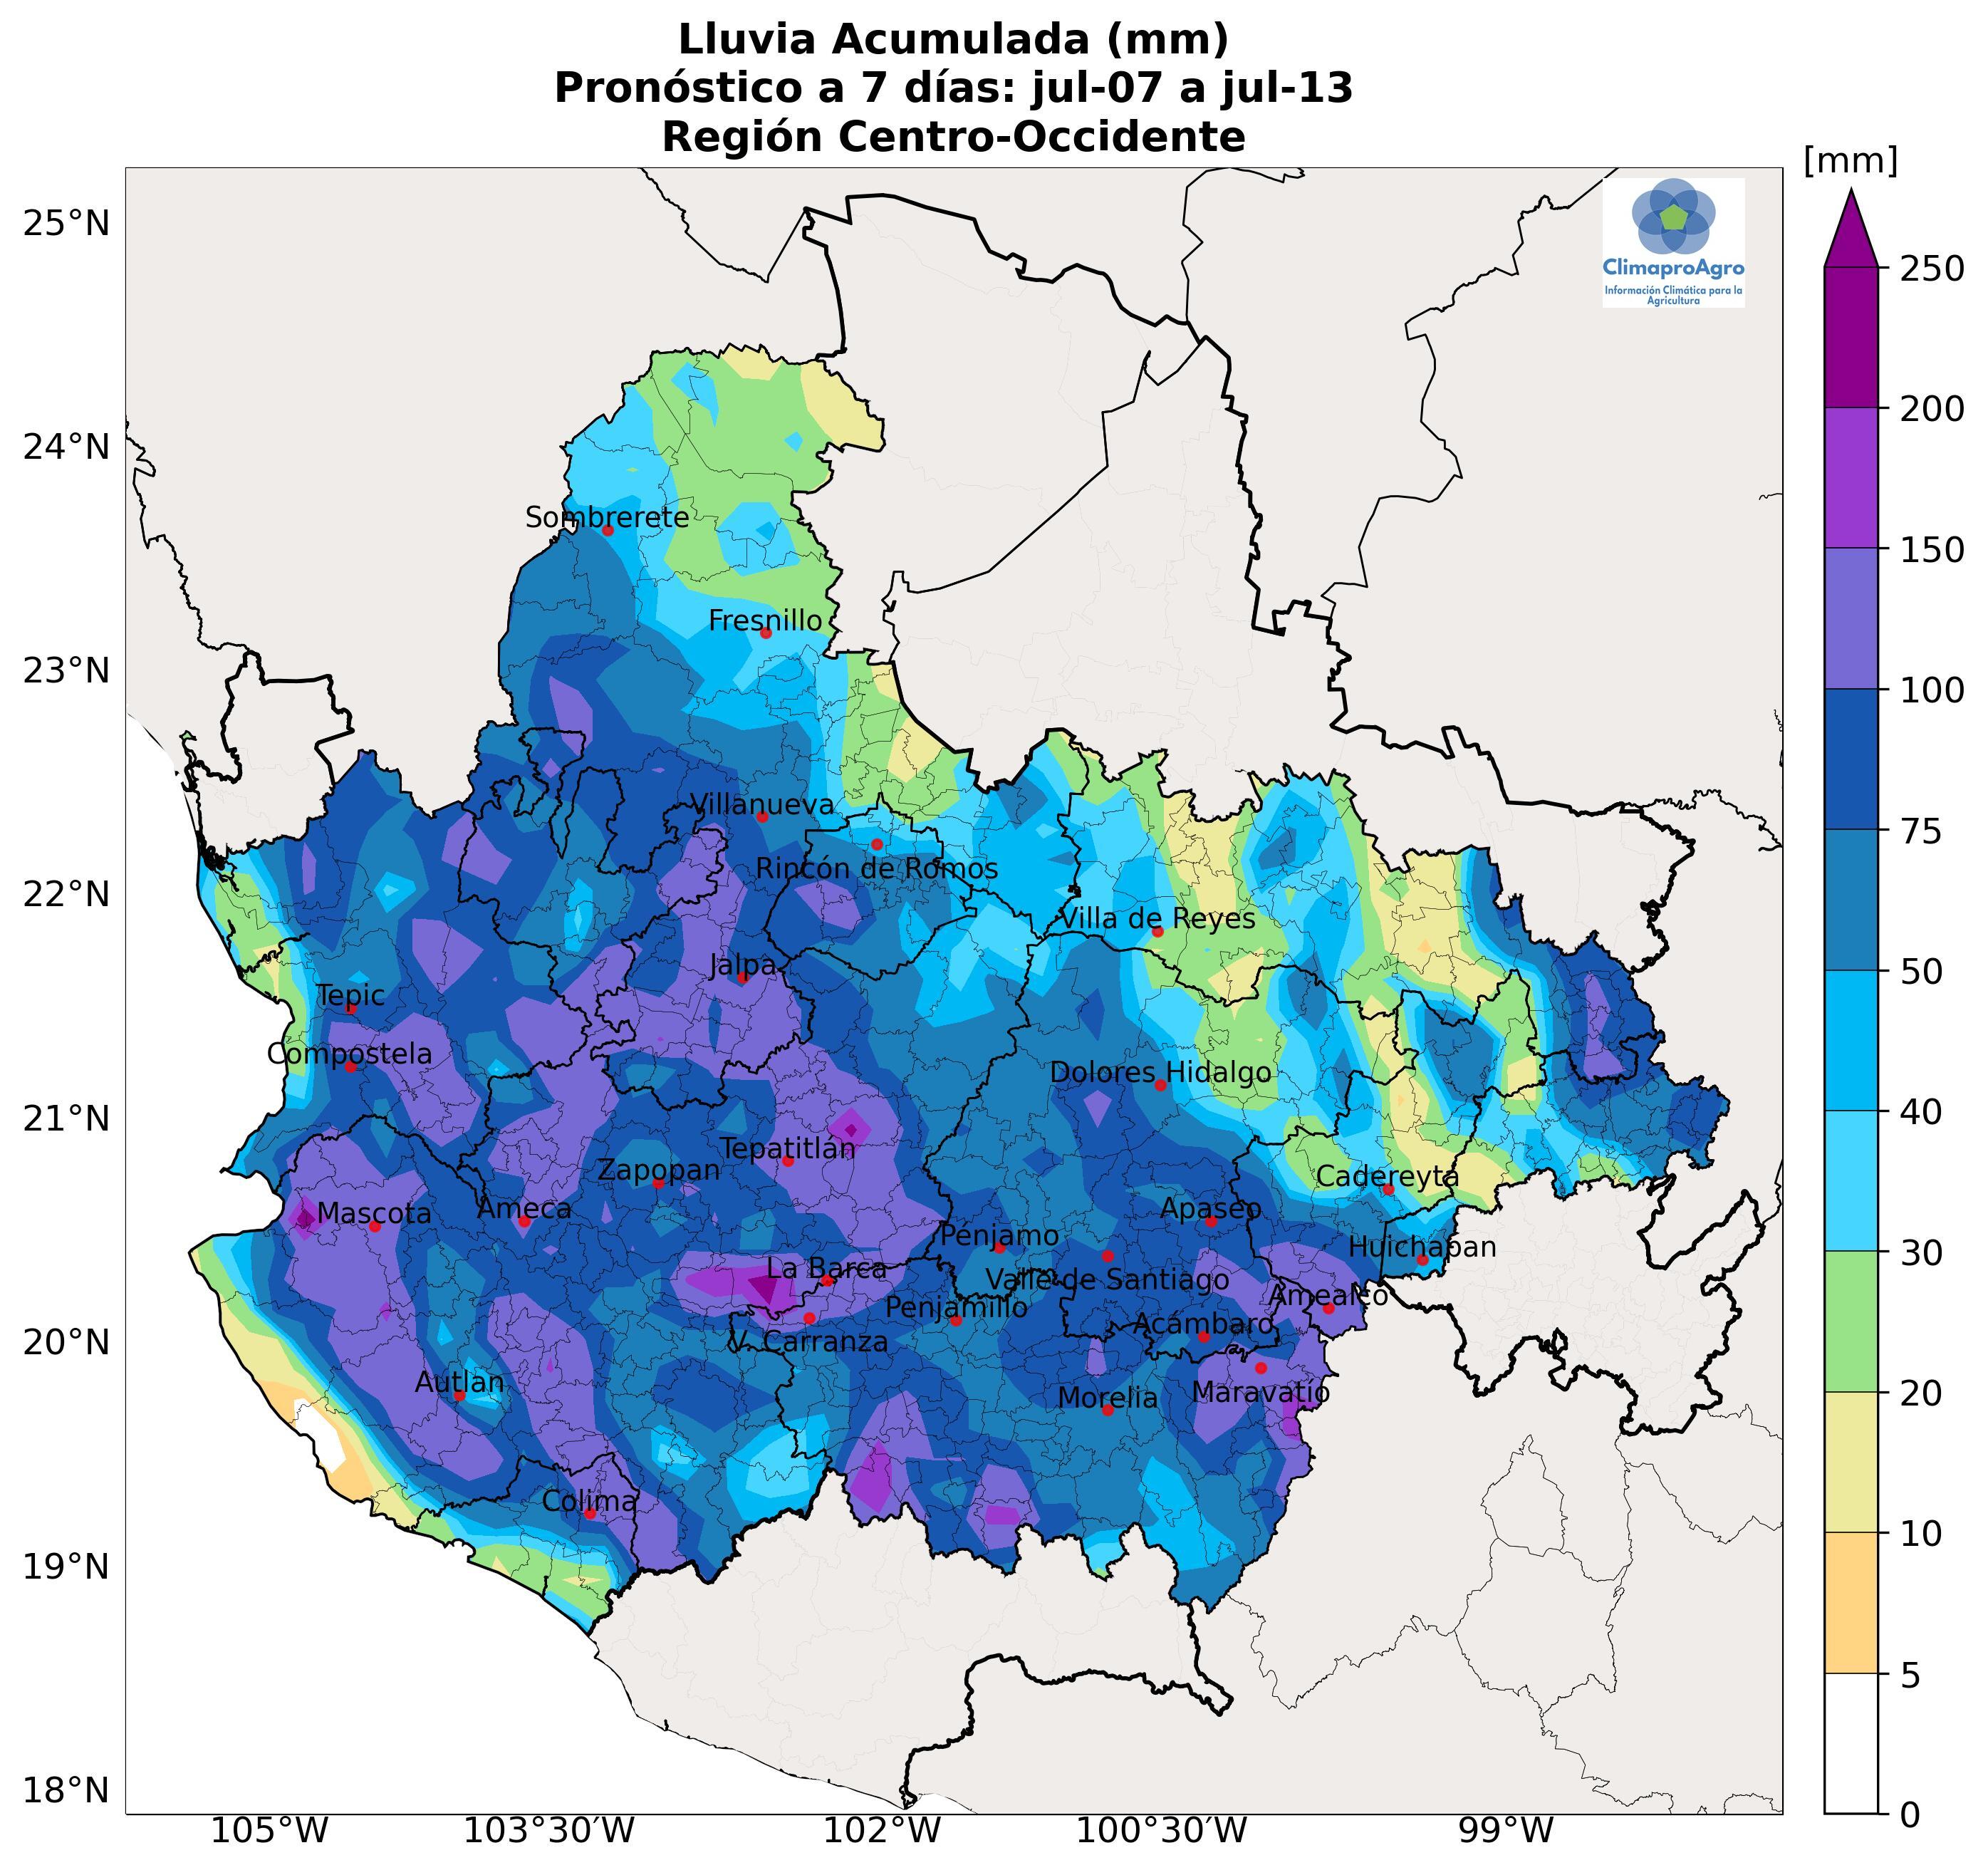 Lluvia Acumulada (mm)
Pronóstico a 7 días: jul-07 a jul-13
Región Centro-Occidente
[mm]
25°N
24°N
23°N
22°N
21°N
20°N
19°N
18°N
ClimaproAgro
Información Climática para la
Agricultura
Sombrerete
Fresnillo
Villanueva
Rincón de Romos
Villa de Reyes
Jalpa
Tepic
Compostela
Dolores Hidalgo
Tepatitlán
Zapopan
Cadereyta
Mascota
Ameca
Apaseo
Penjamo
Huichapan
La Barca
Valle de Santiago
Amealco
Penjamillo
Acámbaro
V. Carranza
Autlan
Morelia
Maravatío
Colima
105°W
103°30'W
102°W
100°30'W
99°W
250
200
150
100
75
50
40
30
20
10
5
0